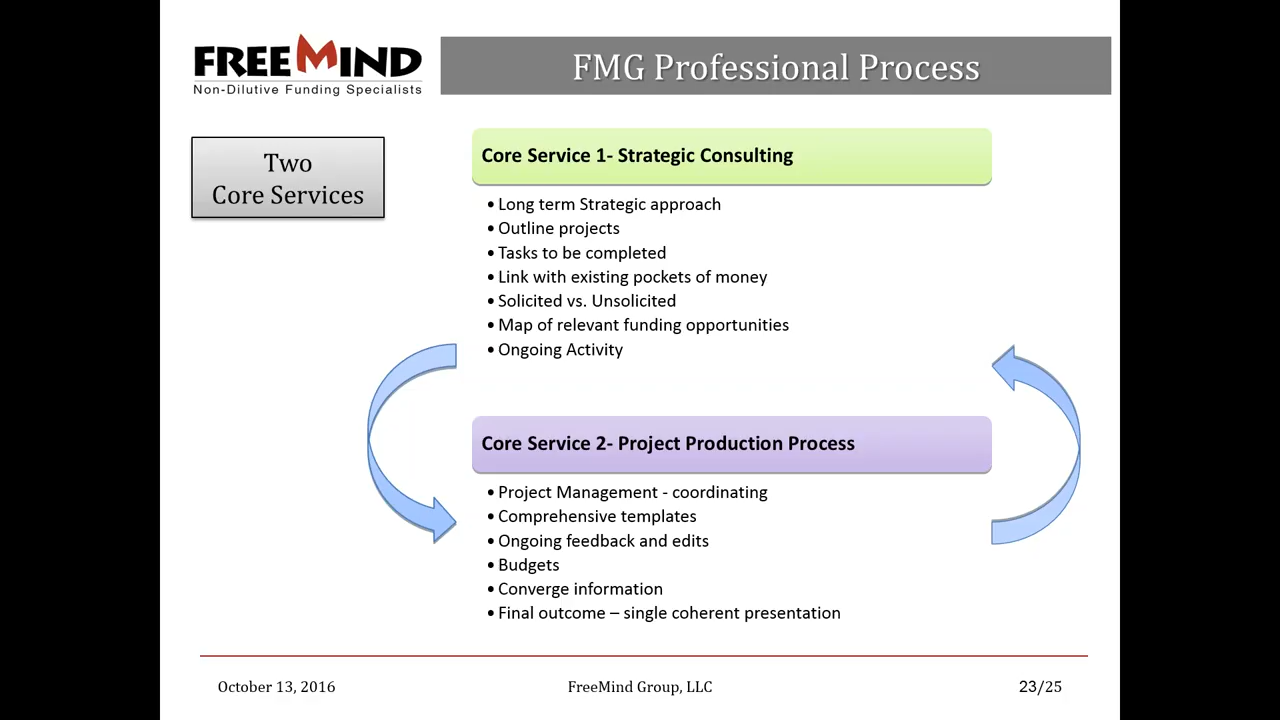 FREEMIND
Non-Dilutive Funding Specialists
FMG Professional Process
Two
Core Services
Core Service 1- Strategic Consulting
• Long term Strategic approach
• Outline projects
• Tasks to be completed
• Link with existing pockets of money
• Solicited vs. Unsolicited
• Map of relevant funding opportunities
• Ongoing Activity
Core Service 2- Project Production Process
• Project Management - coordinating
• Comprehensive templates
• Ongoing feedback and edits
• Budgets
• Converge information
• Final outcome – single coherent presentation
October 13, 2016
FreeMind Group, LLC
23/25